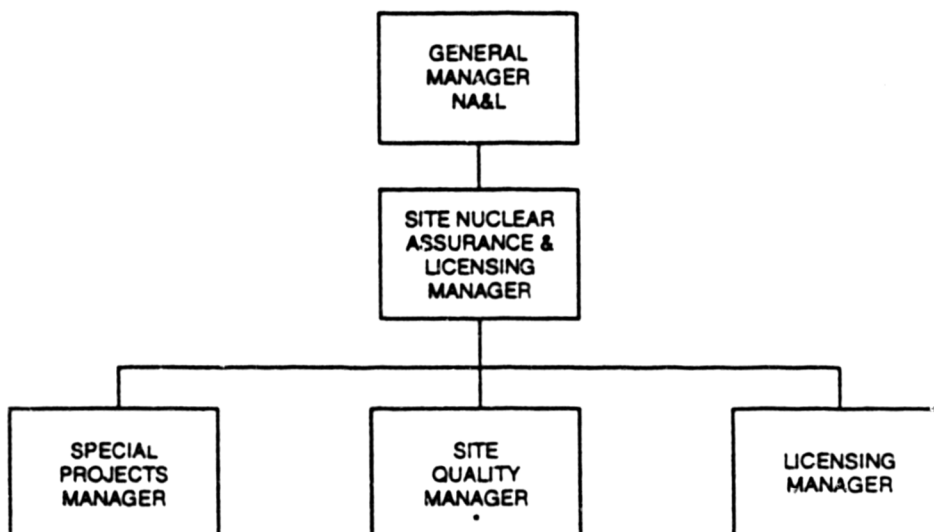 GENERAL
MANAGER
NA&L
SITE NUCLEAR
ASSURANCE &
LICENSING
MANAGER
SPECIAL
PROJECTS
MANAGER
SITE
QUALITY
MANAGER
LICENSING
MANAGER